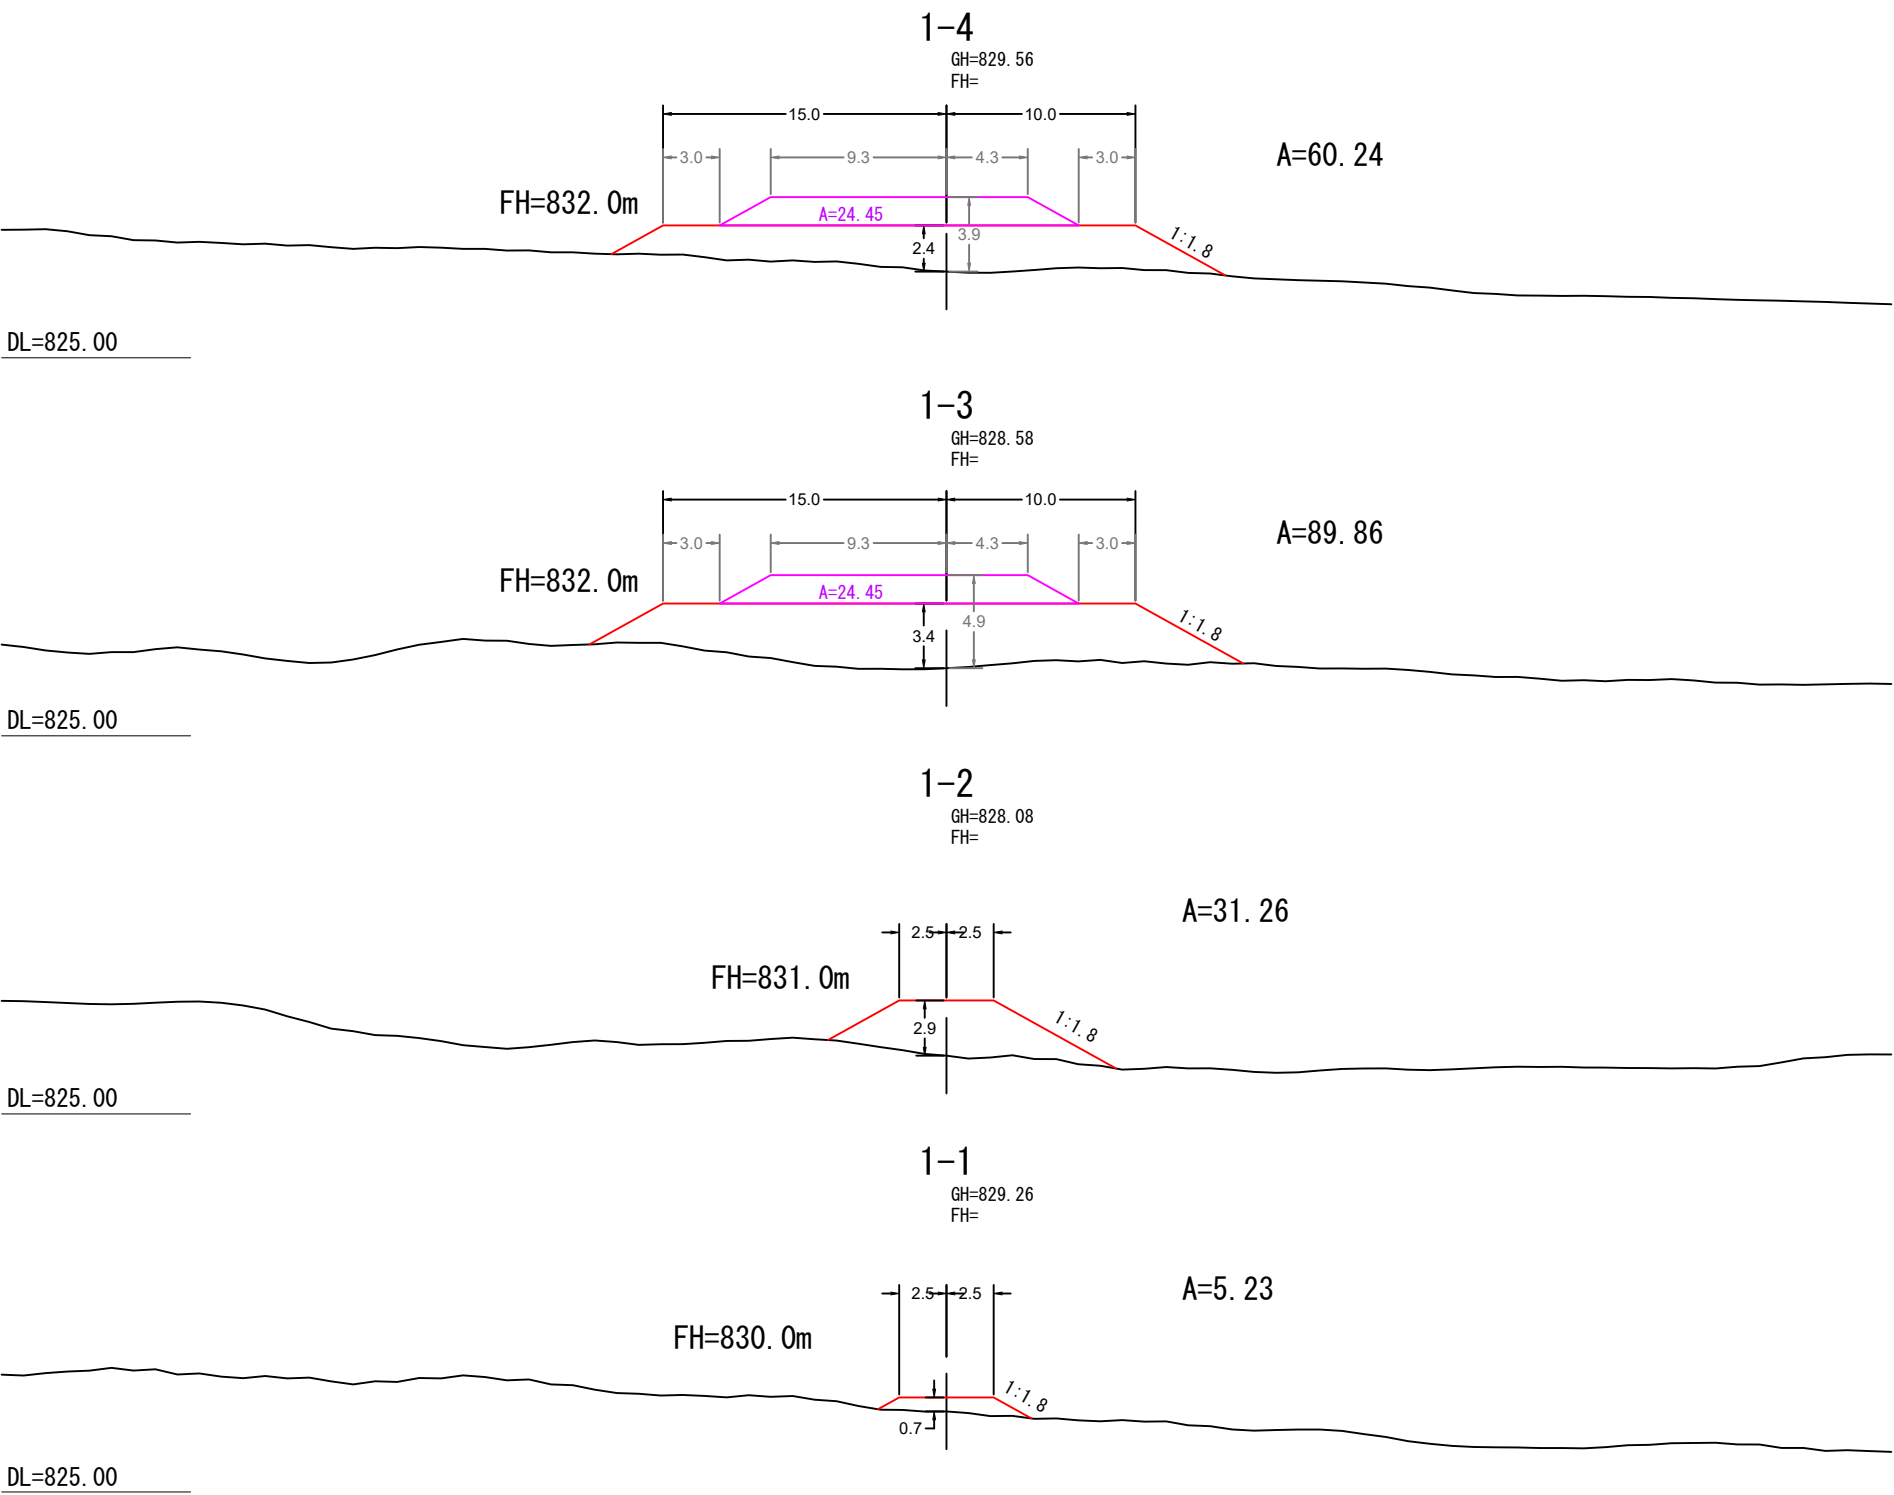 1-4
GH=829.56
FH=
15.0 10.0
A=60.24
3.0 9.3 4.3 3.0
FH=832.0m
A=24.45
3.9
2.4
1:1.8
DL=825.00
1-3
GH=828.58
FH=
15.0 10.0
A=89.86
3.0 9.3 4.3 3.0
FH=832.0m
A=24.45
4.9
3.4
1:1.8
DL=825.00
1-2
GH=828.08
FH=
A=31.26
2.5 2.5
FH=831.0m
2.9
1:1.8
DL=825.00
1-1
GH=829.26
FH=
A=5.23
2.5 2.5
FH=830.0m
1:1.8
0.7
DL=825.00